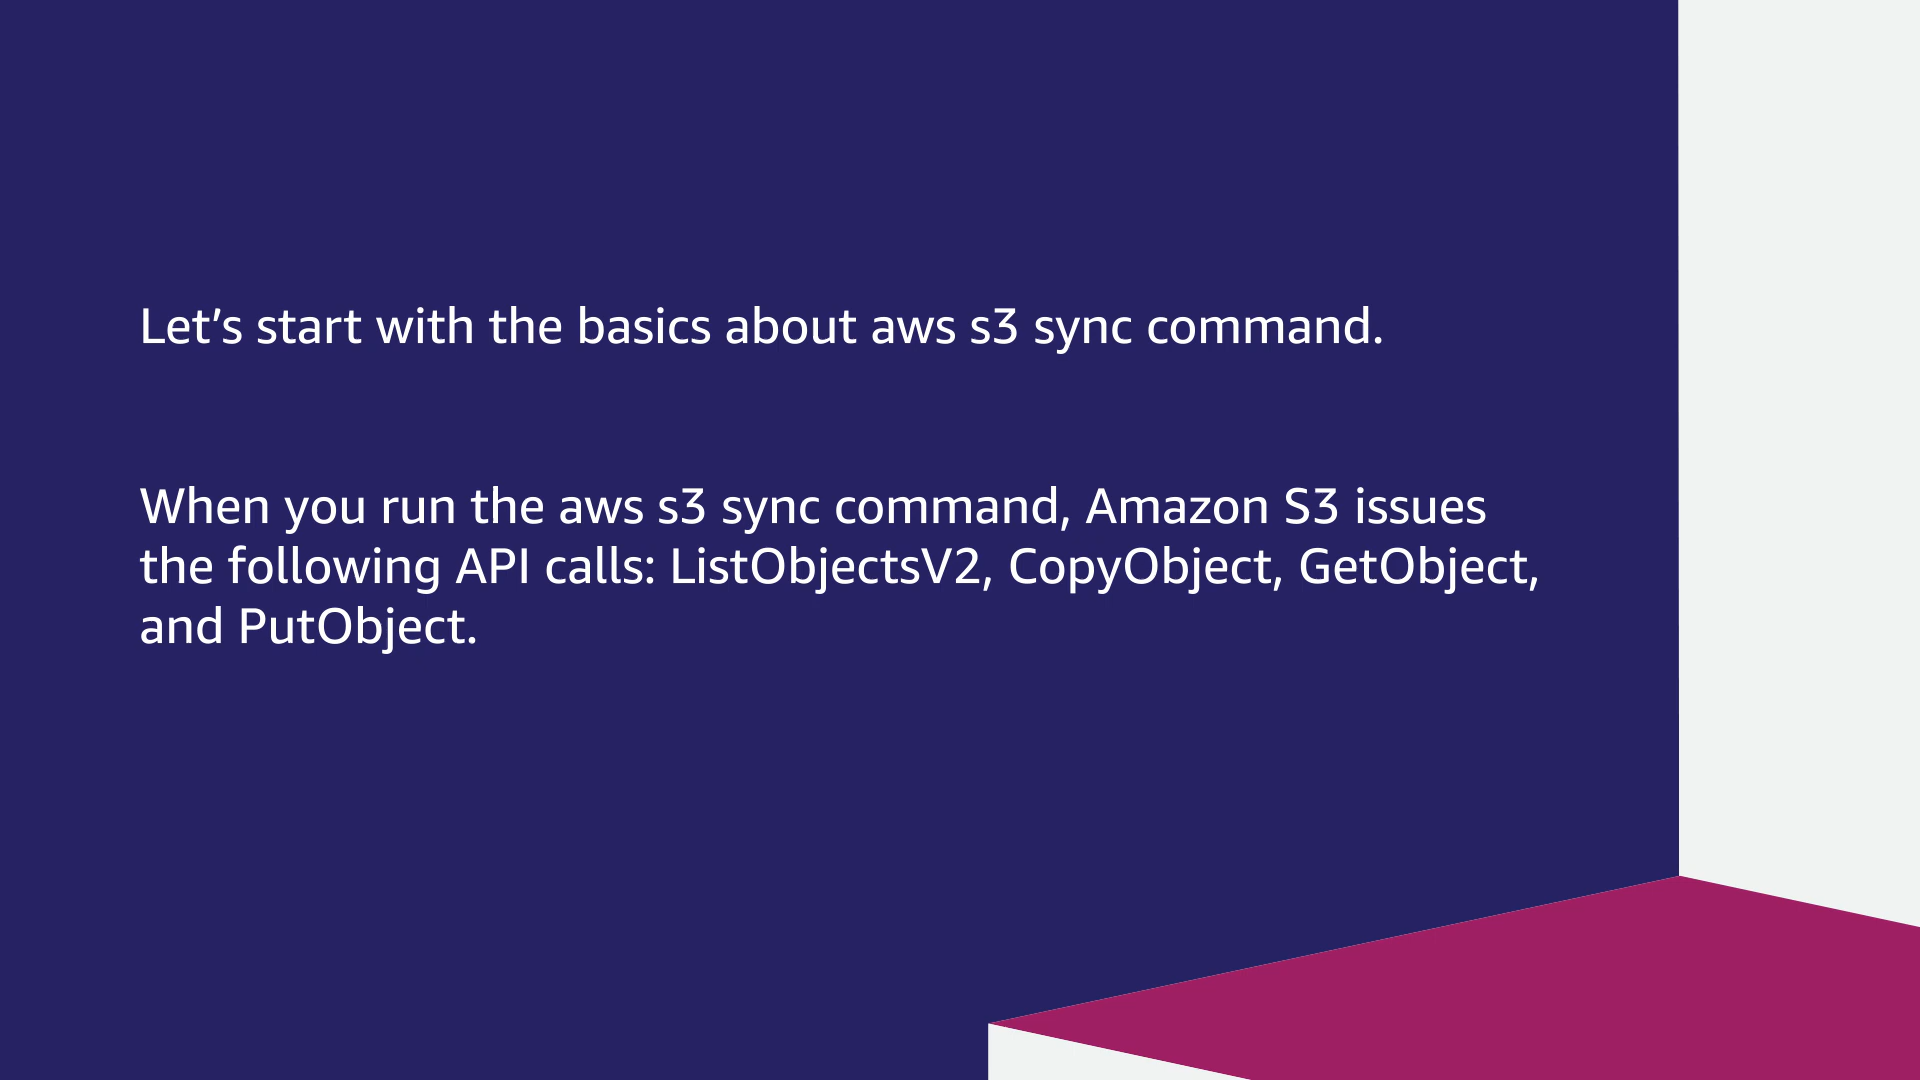 Let’s start with the basics about aws s3 sync command.
When you run the aws s3 sync command, Amazon S3 issues
the following API calls: ListObjectsV2, CopyObject, GetObject,
and PutObject.